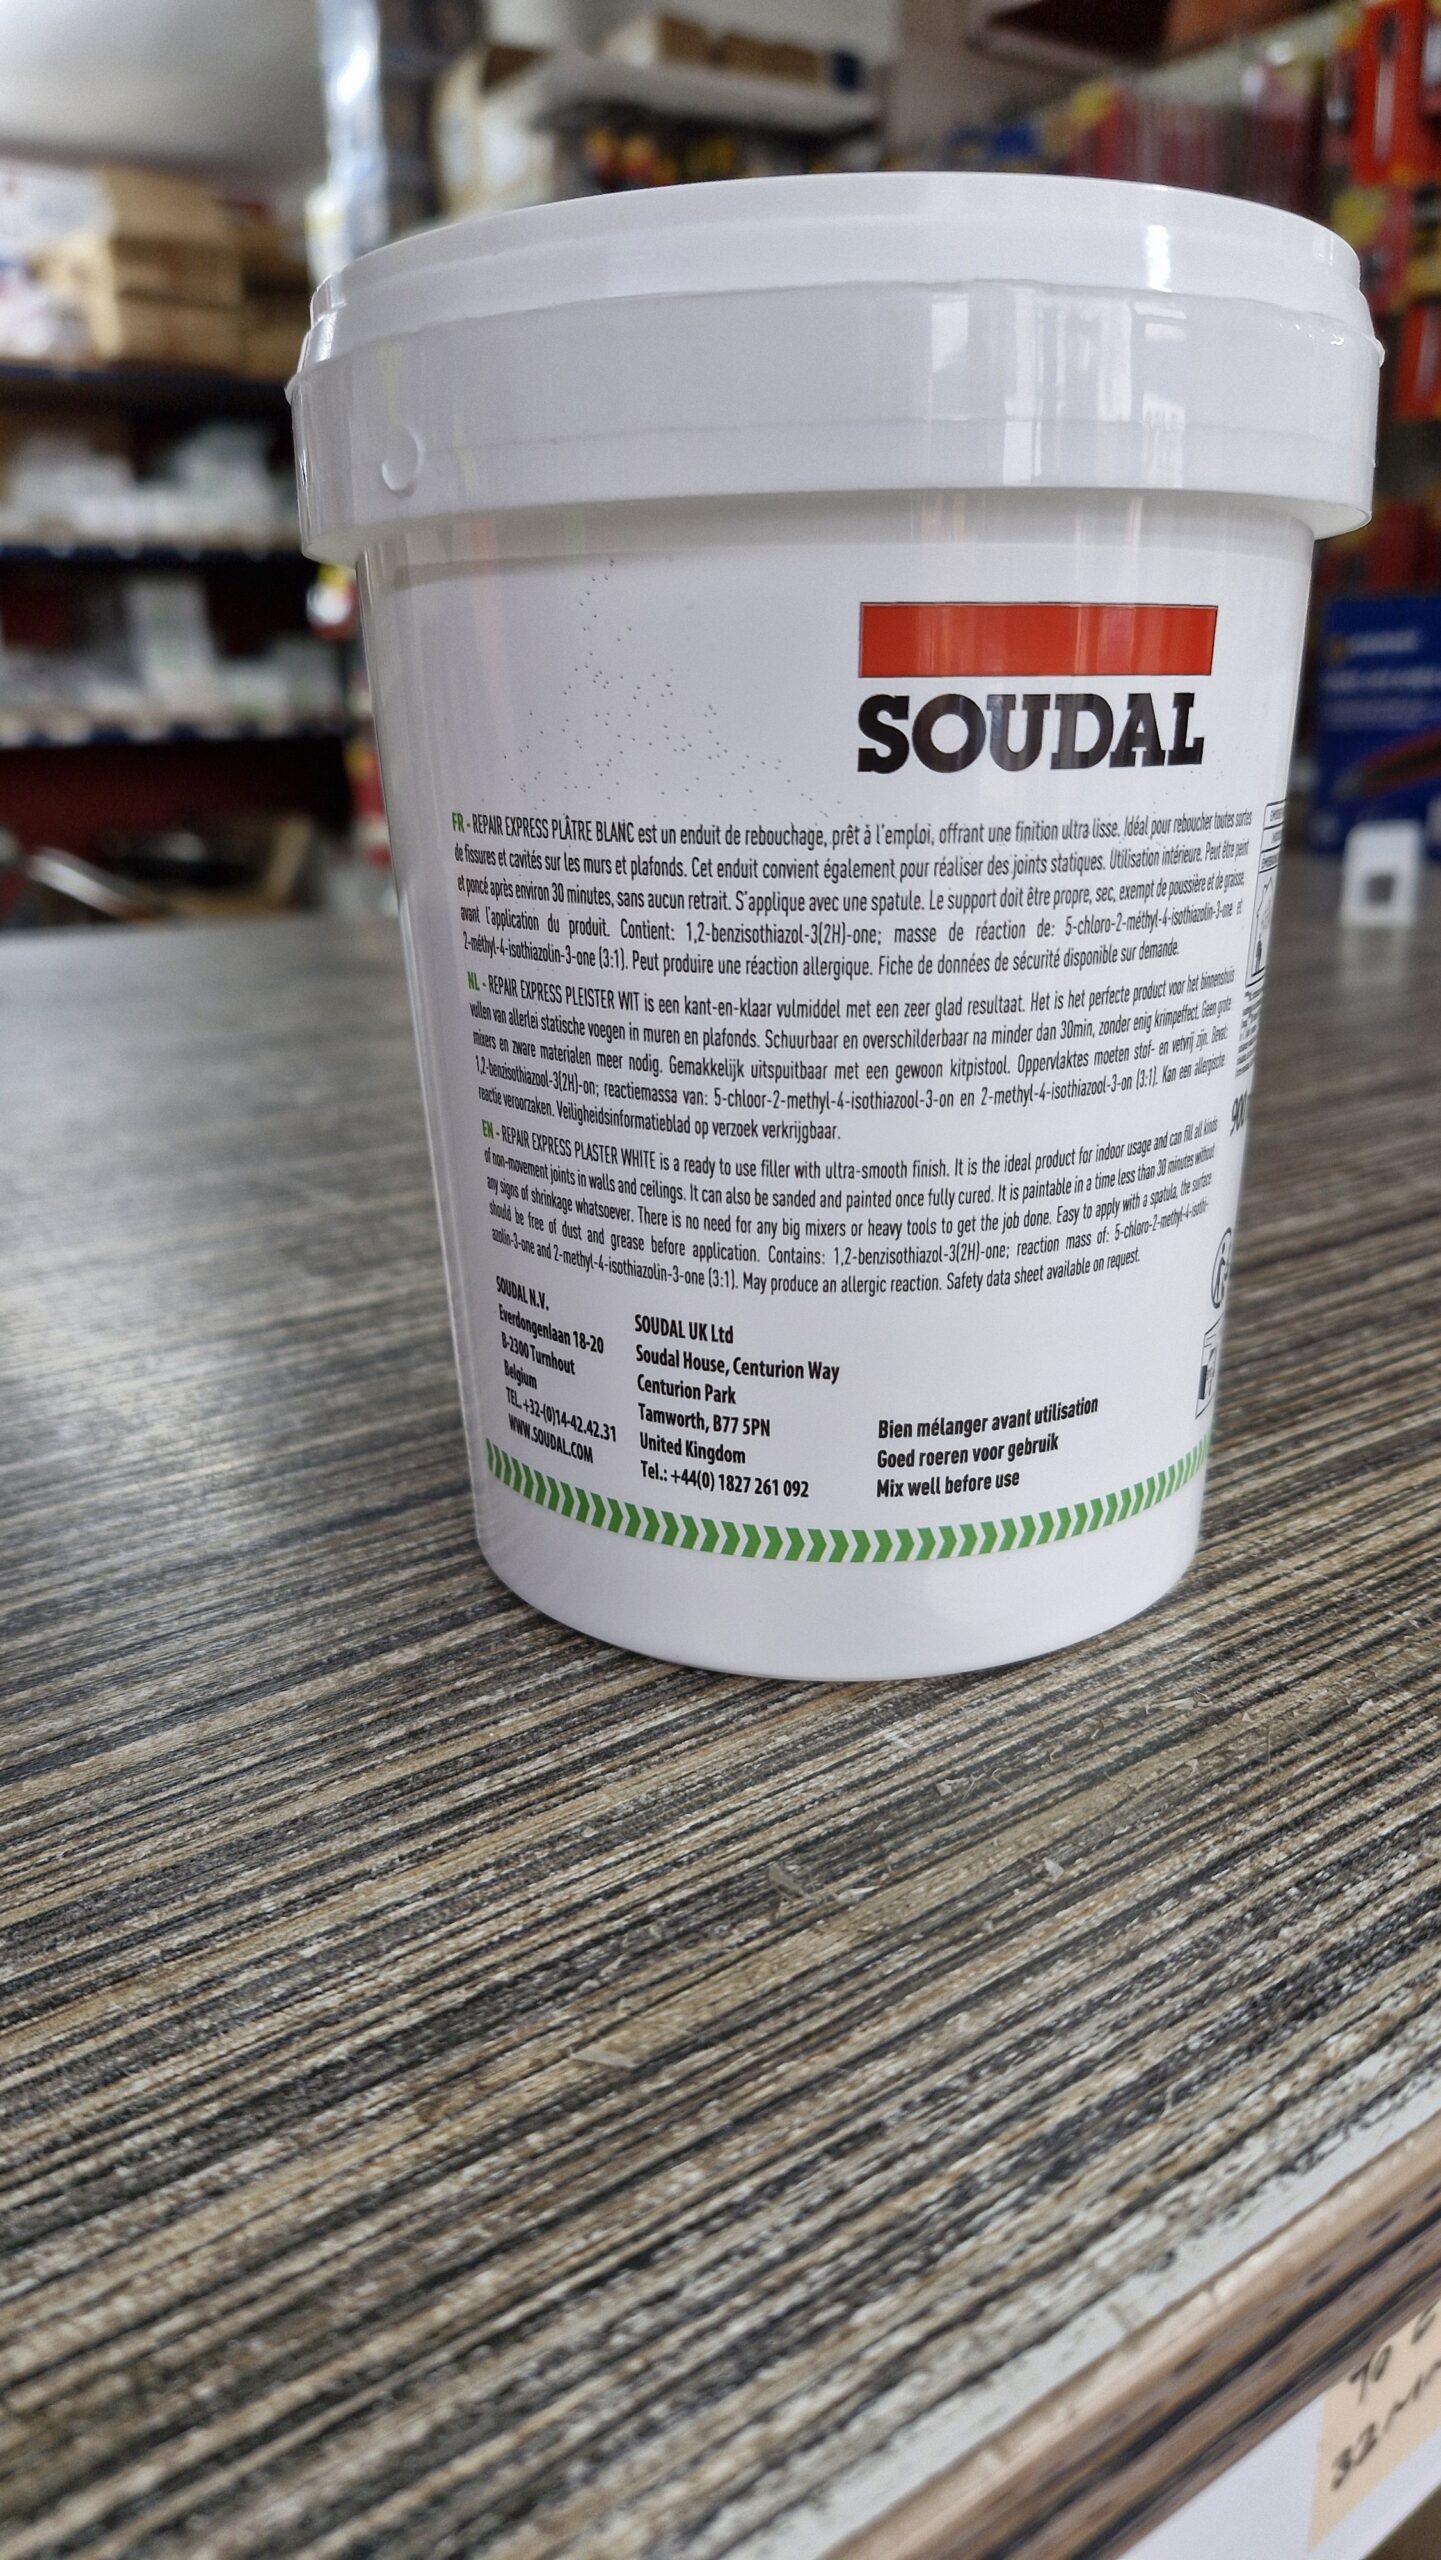 SOUDAL
FR - REPAIR EXPRESS PLÂTRE BLANC est un enduit de rebouchage, prêt à l'emploi, offrant une finition ultra lisse. Idéal pour reboucher toutes sortes
de fissures et cavités sur les murs et plafonds. Cet enduit convient également pour réaliser des joints statiques. Utilisation intérieure. Peut être peint
et poncé après environ 30 minutes, sans aucun retrait. S'applique avec une spatule. Le support doit être propre, sec, exempt de poussière et de graisse,
avant l'application du produit. Contient: 1,2-benzisothiazol-3(2H)-one; masse de réaction de: 5-chloro-2-méthyl-4-isothiazolin-3-one et
2-méthyl-4-isothiazolin-3-one (3:1). Peut produire une réaction allergique. Fiche de données de sécurité disponible sur demande.
NL - REPAIR EXPRESS PLEISTER WIT is een kant-en-klaar vulmiddel met een zeer glad resultaat. Het is het perfecte product voor het binnenshuis
vullen van allerlei statische voegen in muren en plafonds. Schuurbaar en overschilderbaar na minder dan 30min, zonder enig krimpeffect. Geen grote
mixers en zware materialen meer nodig. Gemakkelijk uitspuitbaar met een gewoon kitpistool. Oppervlaktes moeten stof- en vetvrij zijn. Bevat:
1,2-benzisothiazool-3(2H)-on; reactiemassa van: 5-chloor-2-methyl-4-isothiazool-3-on en 2-methyl-4-isothiazool-3-on (3:1). Kan een allergische
reactie veroorzaken. Veiligheidsinformatieblad op verzoek verkrijgbaar.
EN - REPAIR EXPRESS PLASTER WHITE is a ready to use filler with ultra-smooth finish. It is the ideal product for indoor usage and can fill all kinds
of non-movement joints in walls and ceilings. It can also be sanded and painted once fully cured. It is paintable in a time less than 30 minutes without
any signs of shrinkage whatsoever. There is no need for any big mixers or heavy tools to get the job done. Easy to apply with a spatula, the surface
should be free of dust and grease before application. Contains: 1,2-benzisothiazol-3(2H)-one; reaction mass of: 5-chloro-2-methyl-4-isothi-
azolin-3-one and 2-methyl-4-isothiazolin-3-one (3:1). May produce an allergic reaction. Safety data sheet available on request.
SOUDAL N.V.
Everdongenlaan 18-20
B-2300 Turnhout
Belgium
TEL. +32-(0)14-42.42.31
WWW.SOUDAL.COM
SOUDAL UK Ltd
Soudal House, Centurion Way
Centurion Park
Tamworth, B77 5PN
United Kingdom
Tel.: +44(0) 1827 261 092
Bien mélanger avant utilisation
Goed roeren voor gebruik
Mix well before use
900